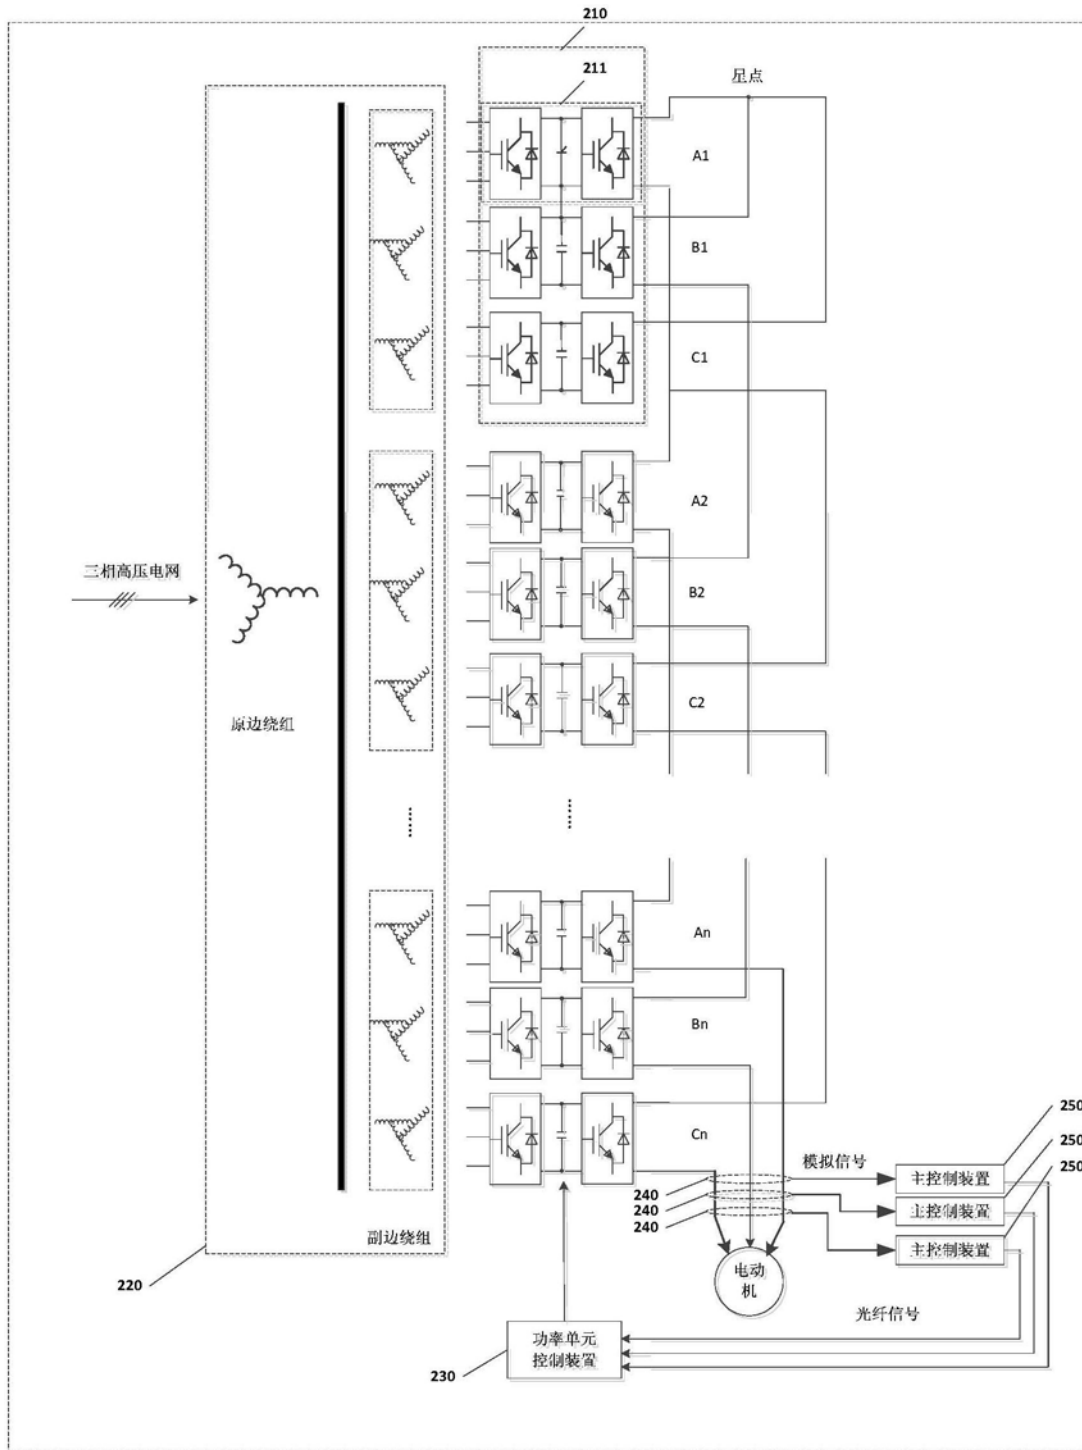 210
211
星点
A1
B1
C1
A2
三相高压电网
B2
C2
原边绕组
......
......
An
Bn
Cn
250
250
250
模拟信号
主控制装置
240
240
主控制装置
240
副边绕组
主控制装置
电动
机
220
光纤信号
功率单元
控制装置
230